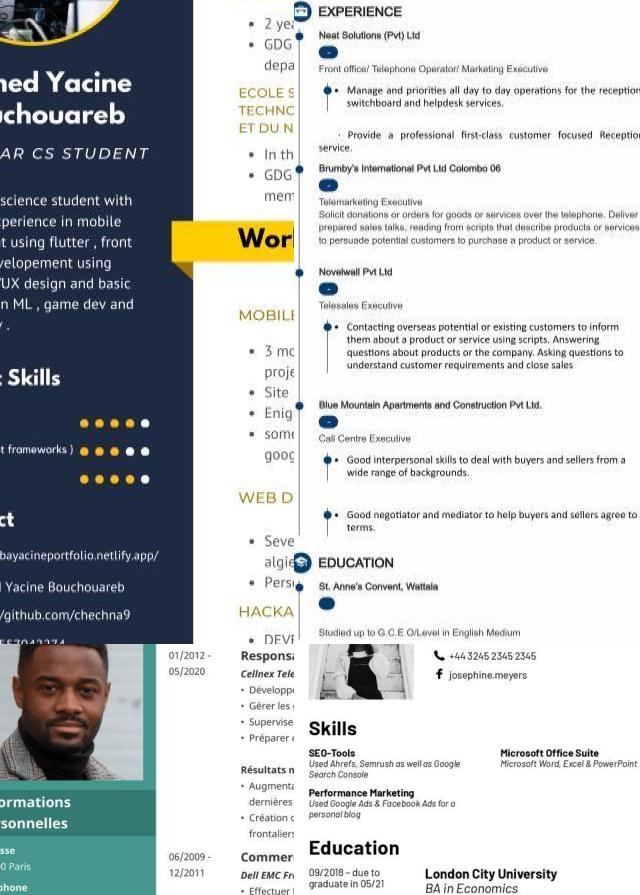 ned Yacine
uchouareb
AR CS STUDENT
science student with
xperience in mobile
t using flutter , front
velopement using
/UX design and basic
n ML , game dev and
y .
t Skills
t frameworks )
ct
bayacineportfolio.netlify.app/
d Yacine Bouchouareb
/github.com/chechna9
557042274
• 2 yea
• GDG
depa
ECOLE S
TECHNO
ET DU N
• In th
• GDG
mem
Worl
MOBILE
• 3 mo
proje
• Site
• Enig
• some
goog
WEB D
• Seve
algie
• Perso
HACKA
• DEVF
EXPERIENCE
Neat Solutions (Pvt) Ltd
-
Front office/ Telephone Operator/ Marketing Executive
• Manage and priorities all day to day operations for the reception
switchboard and helpdesk services.
· Provide a professional first-class customer focused Reception
service.
Brumby's International Pvt Ltd Colombo 06
-
Telemarketing Executive
Solicit donations or orders for goods or services over the telephone. Deliver
prepared sales talks, reading from scripts that describe products or services
to persuade potential customers to purchase a product or service.
Novelwall Pvt Ltd
-
Telesales Executive
• Contacting overseas potential or existing customers to inform
them about a product or service using scripts. Answering
questions about products or the company. Asking questions to
understand customer requirements and close sales
Blue Mountain Apartments and Construction Pvt Ltd.
-
Call Centre Executive
• Good interpersonal skills to deal with buyers and sellers from a
wide range of backgrounds.
• Good negotiator and mediator to help buyers and sellers agree to
terms.
EDUCATION
St. Anne's Convent, Wattala
Studied up to G.C.E O/Level in English Medium
ormations
rsonnelles
sse
00 Paris
phone
01/2012 -
05/2020
Responsa
Cellnex Tele
• Développe
• Gérer les
• Supervise
• Préparer
Résultats n
• Augmenta
dernières
• Création
frontaliers
06/2009 -
12/2011
Commer
Dell EMC Fr
• Effectuer
+44 3245 2345 2345
josephine.meyers
Skills
SEO-Tools
Used Ahrefs, Semrush as well as Google
Search Console
Microsoft Office Suite
Microsoft Word, Excel & PowerPoint
Performance Marketing
Used Google Ads & Facebook Ads for a
personal blog
Education
09/2018 - due to
graduate in 05/21
London City University
BA in Economics